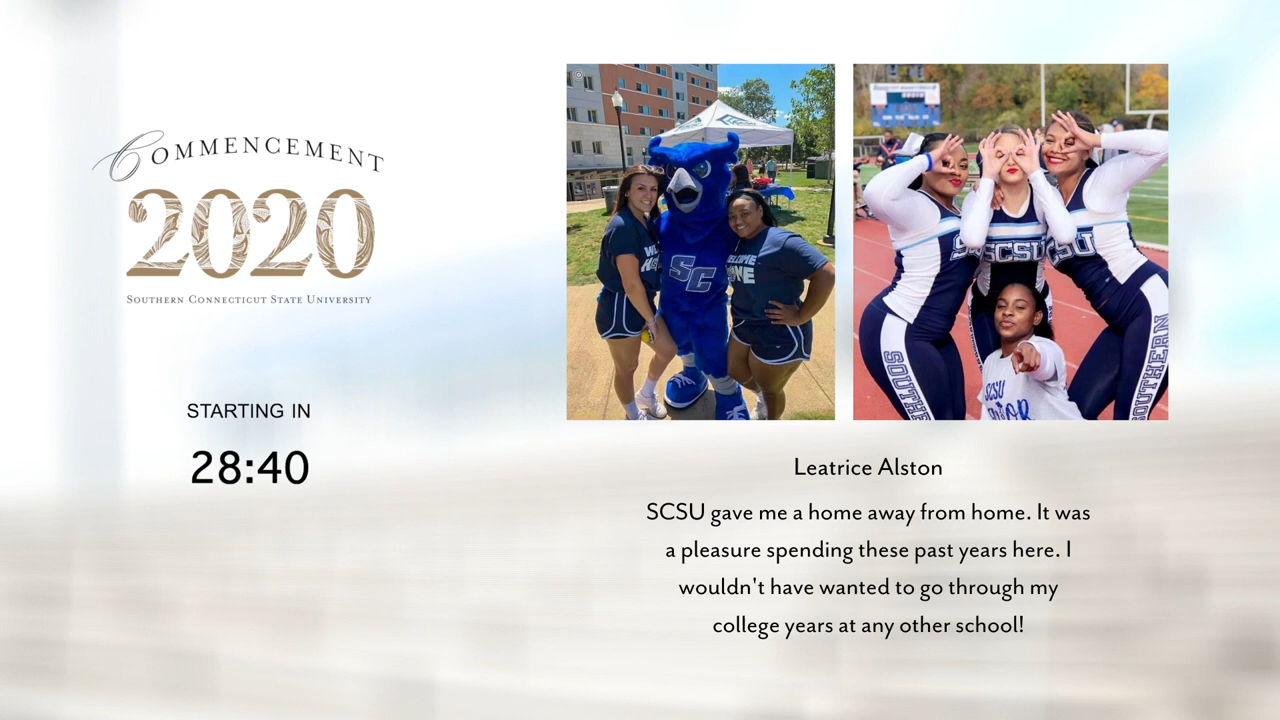 COMMENCEMENT
2020
SOUTHERN CONNECTICUT STATE UNIVERSITY
STARTING IN
28:40
SC
SCSU
CSU
SOUTHERN
SCSU
Leatrice Alston
SCSU gave me a home away from home. It was
a pleasure spending these past years here. I
wouldn't have wanted to go through my
college years at any other school!